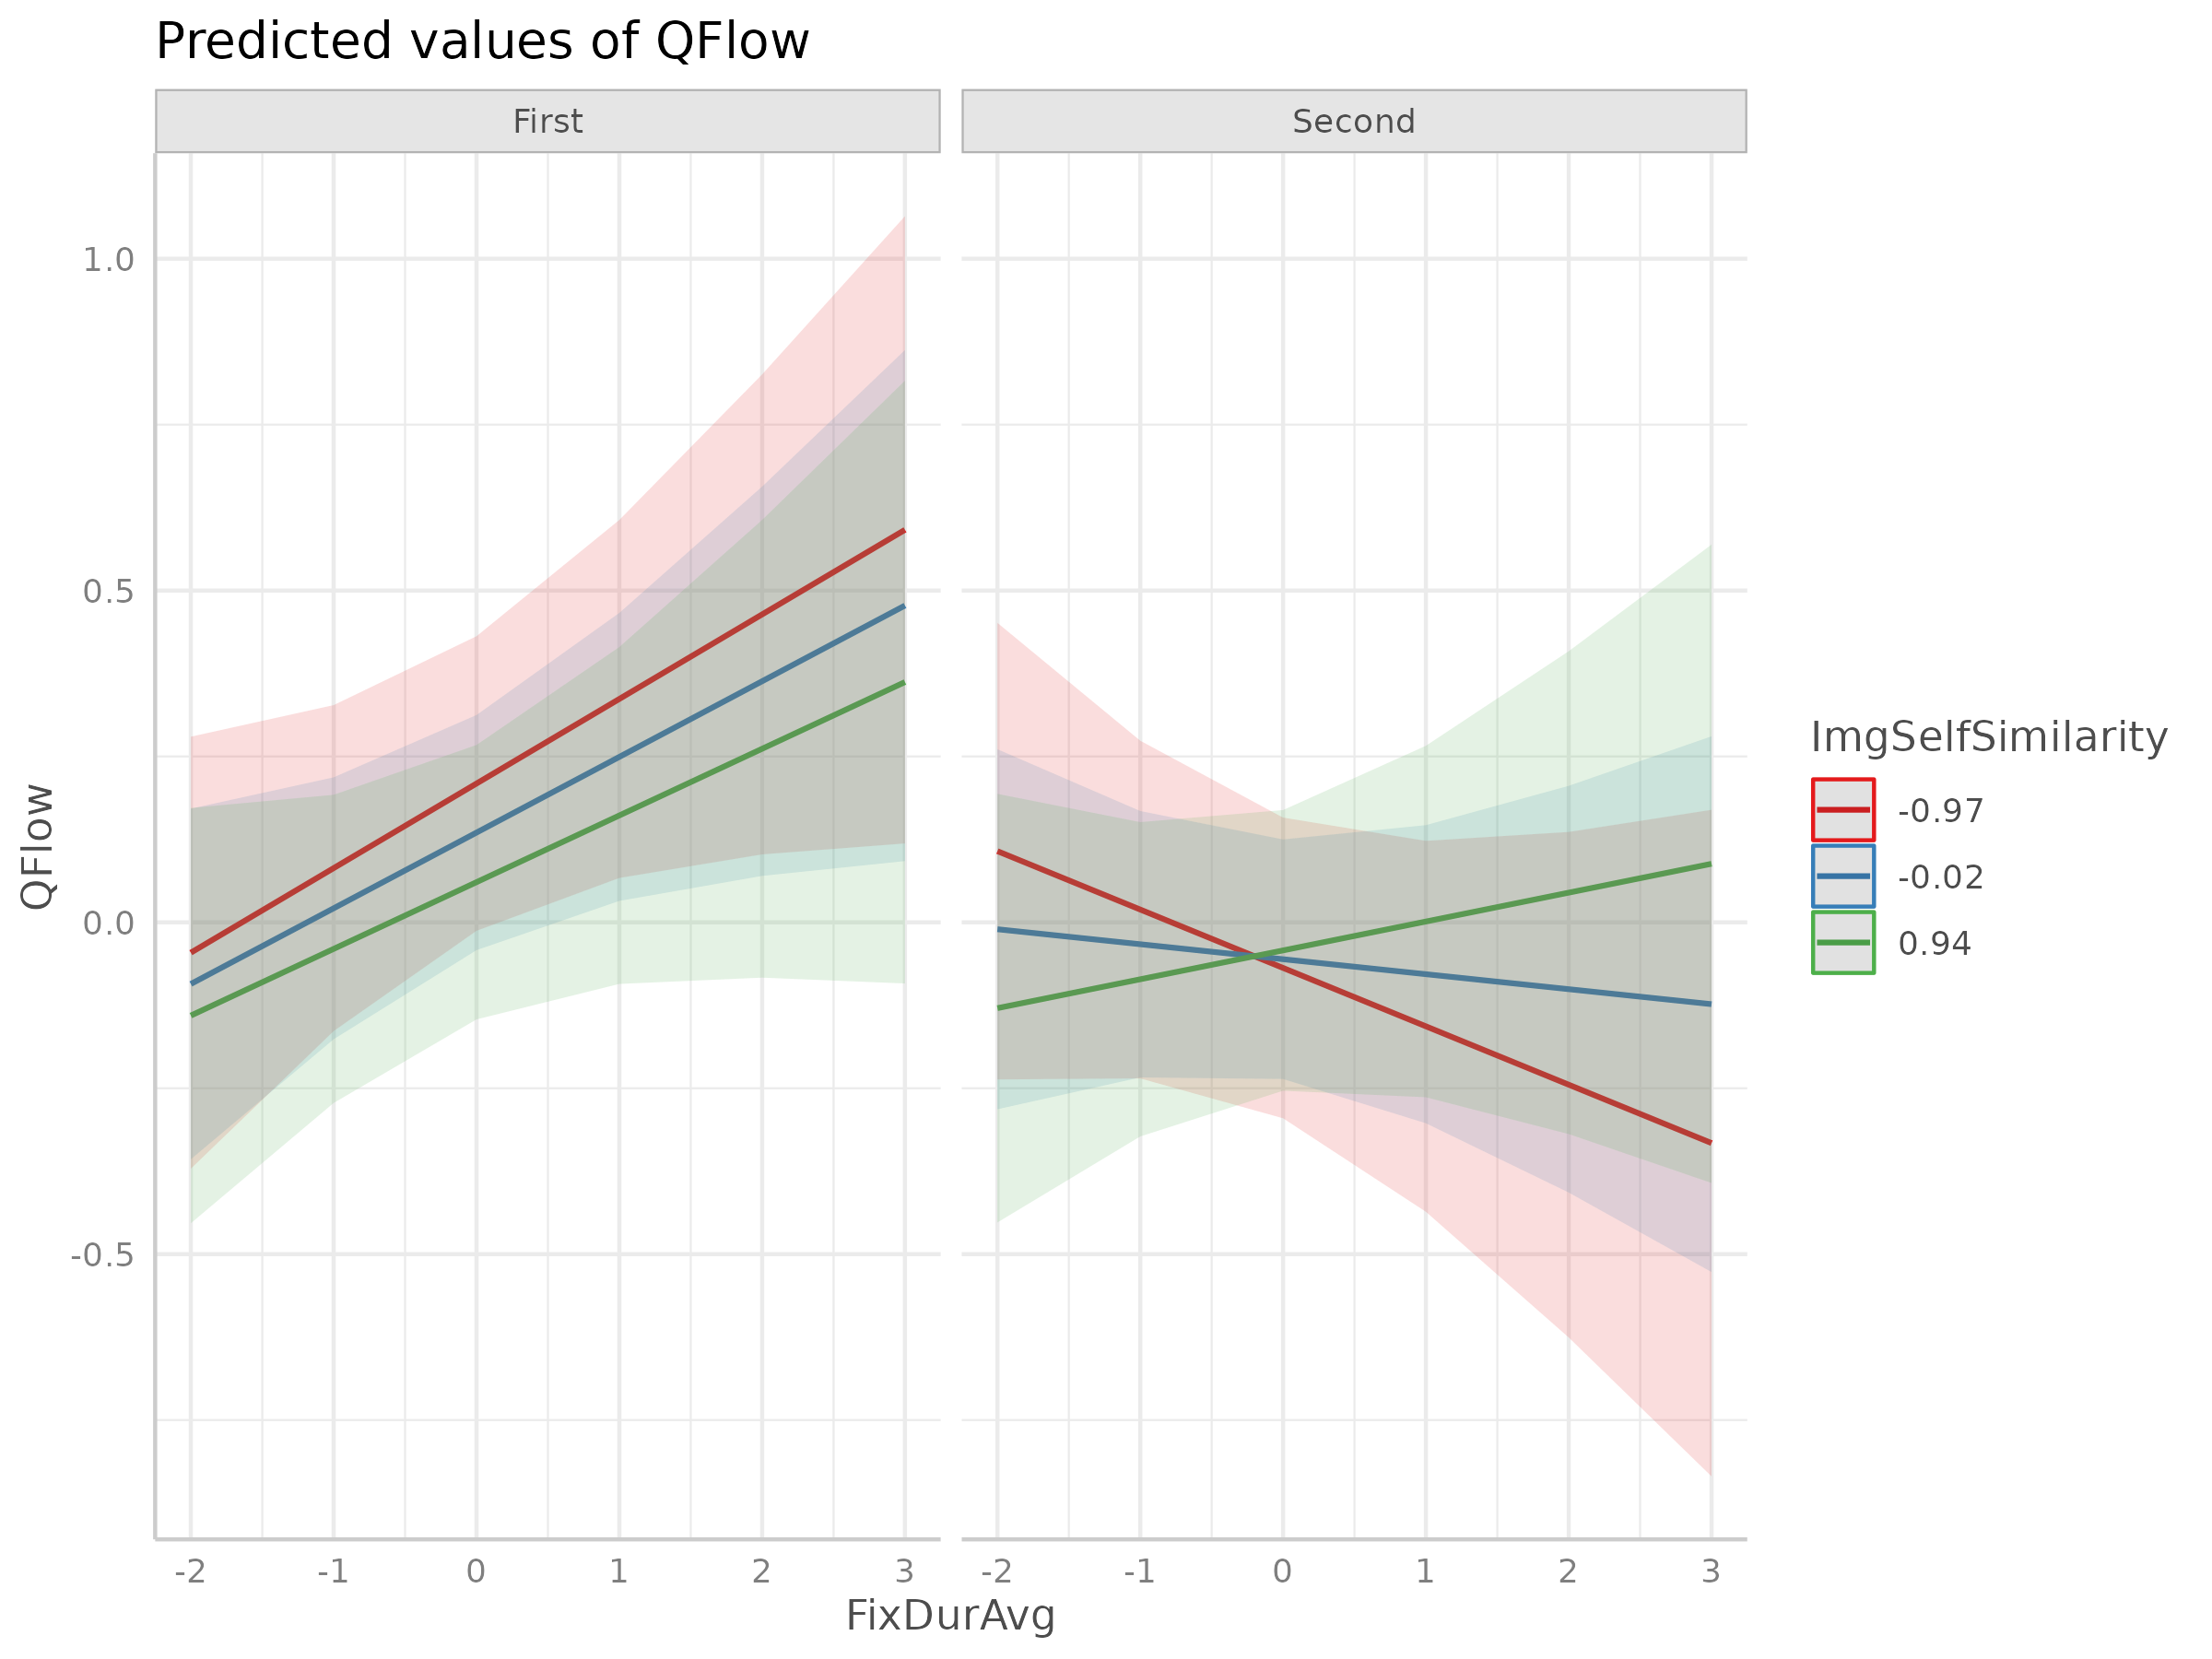 Predicted values of QFlow
First
Second
1.0
0.5
0.0
-0.5
QFlow
-2 -1 0 1 2 3
-2 -1 0 1 2 3
FixDurAvg
ImgSelfSimilarity
-0.97
-0.02
0.94